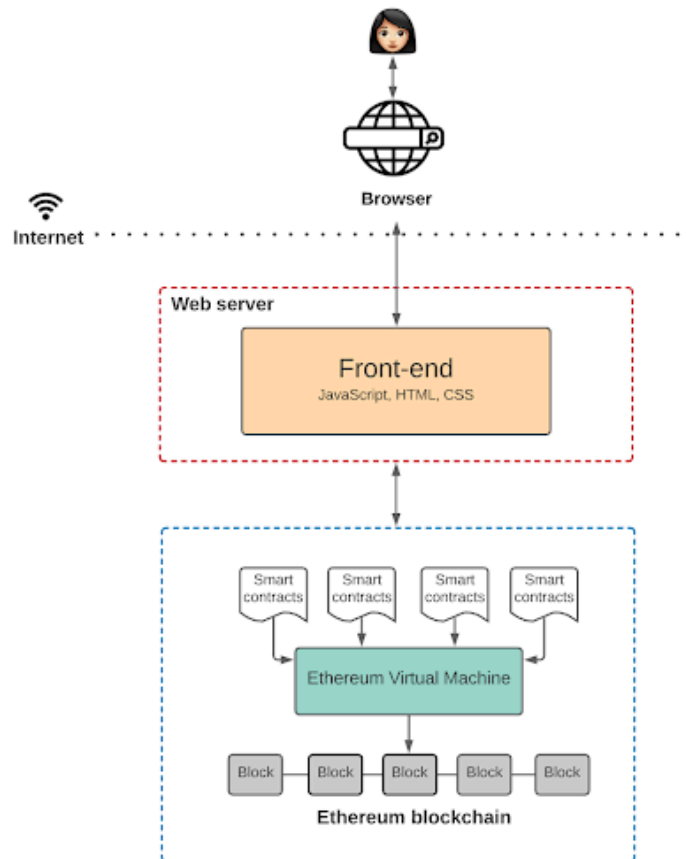 Browser
Internet
Web server
Front-end
JavaScript, HTML, CSS
Smart
contracts
Smart
contracts
Smart
contracts
Smart
contracts
Ethereum Virtual Machine
Block
Block
Block
Block
Block
Ethereum blockchain